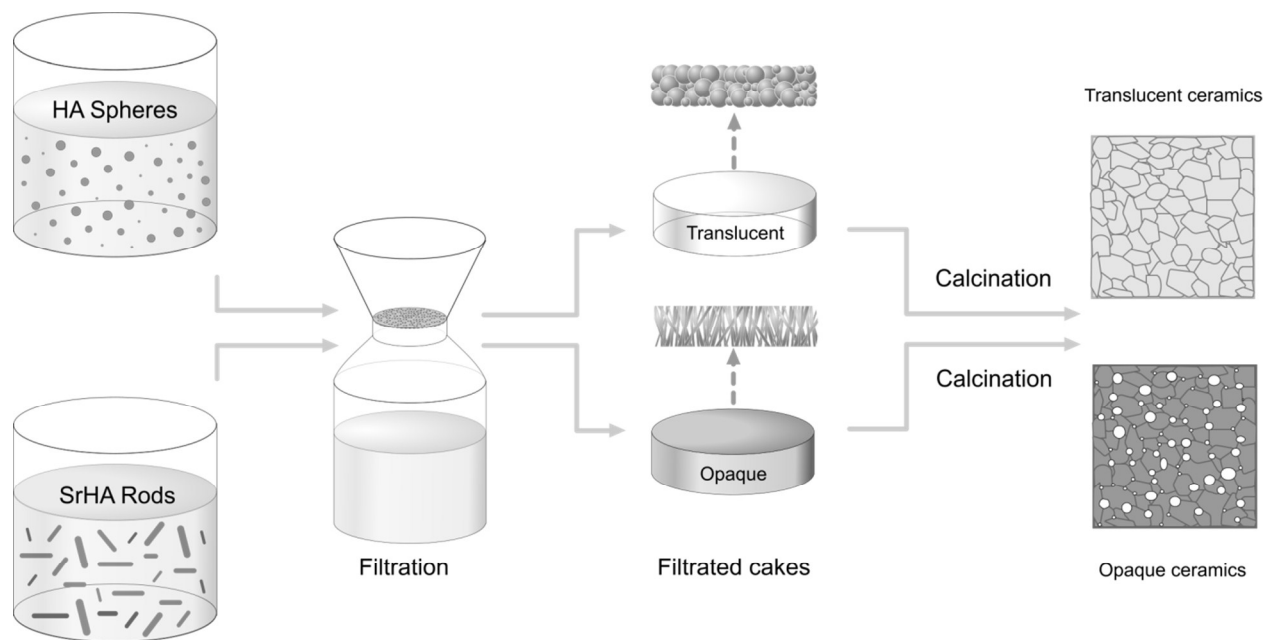 HA Spheres
SrHA Rods
Filtration
Translucent
Opaque
Filtrated cakes
Calcination
Calcination
Translucent ceramics
Opaque ceramics